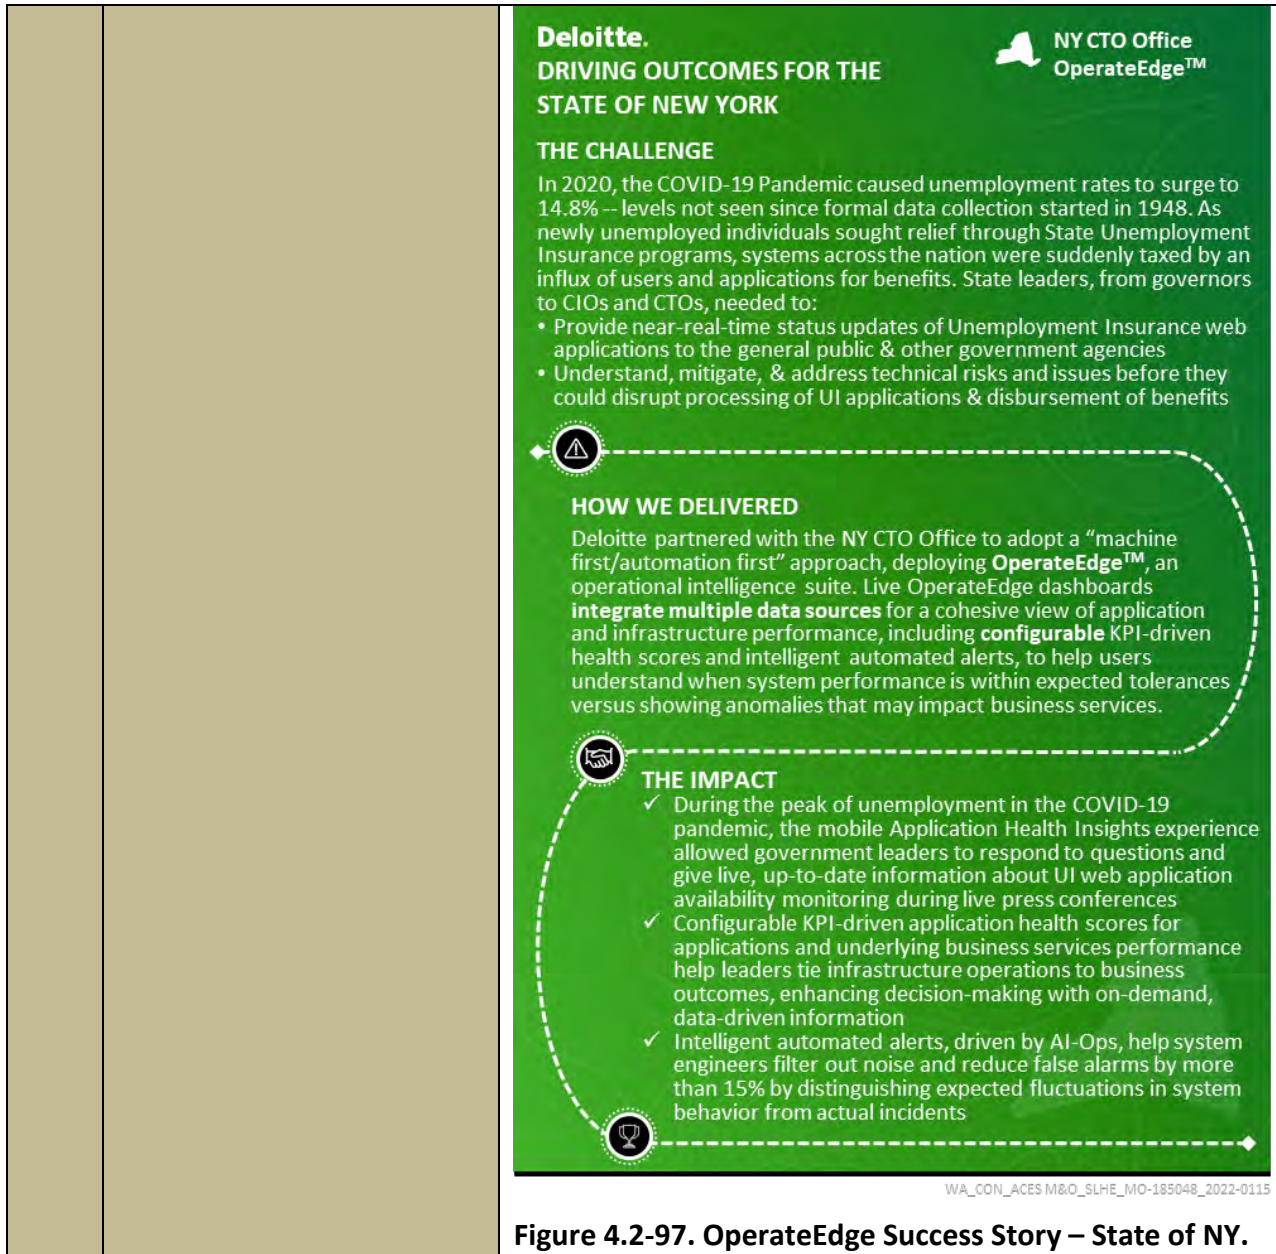 Deloitte.
DRIVING OUTCOMES FOR THE
STATE OF NEW YORK
NY CTO Office
OperateEdge™
THE CHALLENGE
In 2020, the COVID-19 Pandemic caused unemployment rates to surge to
14.8% -- levels not seen since formal data collection started in 1948. As
newly unemployed individuals sought relief through State Unemployment
Insurance programs, systems across the nation were suddenly taxed by an
influx of users and applications for benefits. State leaders, from governors
to CIOs and CTOs, needed to:
• Provide near-real-time status updates of Unemployment Insurance web
applications to the general public & other government agencies
• Understand, mitigate, & address technical risks and issues before they
could disrupt processing of UI applications & disbursement of benefits
HOW WE DELIVERED
Deloitte partnered with the NY CTO Office to adopt a “machine
first/automation first” approach, deploying OperateEdge™, an
operational intelligence suite. Live OperateEdge dashboards
integrate multiple data sources for a cohesive view of application
and infrastructure performance, including configurable KPI-driven
health scores and intelligent automated alerts, to help users
understand when system performance is within expected tolerances
versus showing anomalies that may impact business services.
THE IMPACT
✓ During the peak of unemployment in the COVID-19
pandemic, the mobile Application Health Insights experience
allowed government leaders to respond to questions and
give live, up-to-date information about UI web application
availability monitoring during live press conferences
✓ Configurable KPI-driven application health scores for
applications and underlying business services performance
help leaders tie infrastructure operations to business
outcomes, enhancing decision-making with on-demand,
data-driven information
✓ Intelligent automated alerts, driven by AI-Ops, help system
engineers filter out noise and reduce false alarms by more
than 15% by distinguishing expected fluctuations in system
behavior from actual incidents
WA_CON_ACES M&O_SLHE_MO-185048_2022-0115
Figure 4.2-97. OperateEdge Success Story – State of NY.